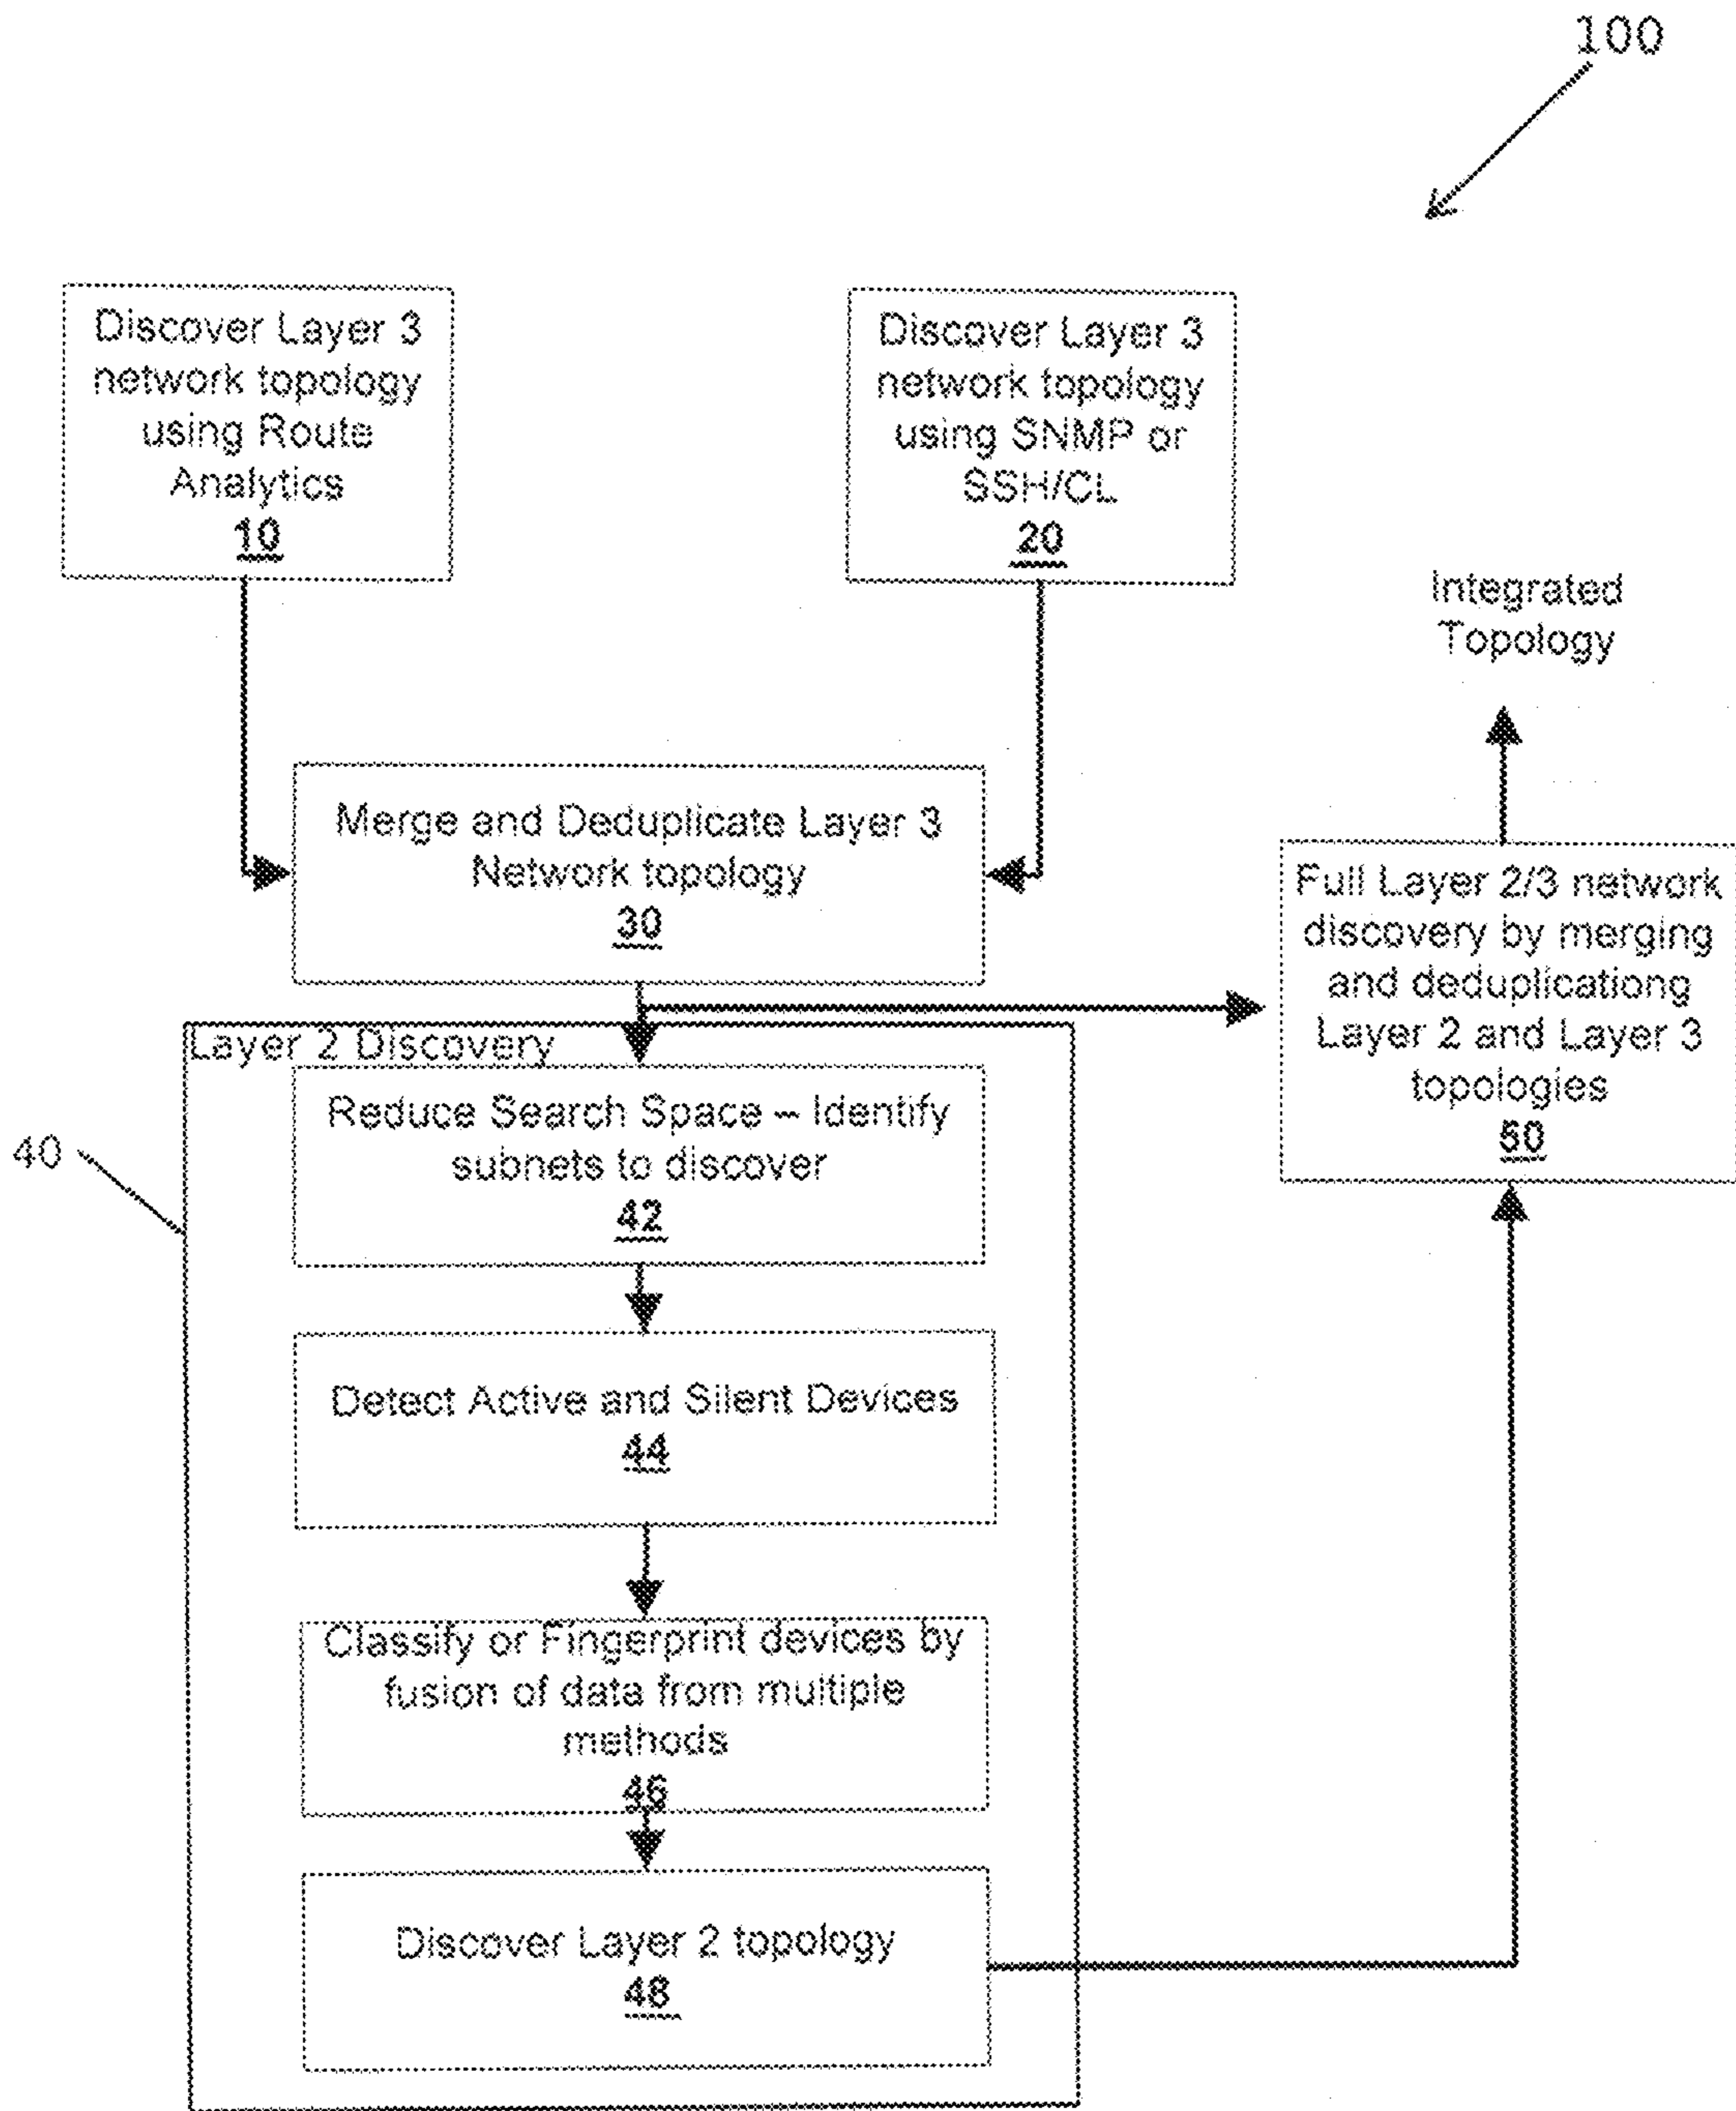 100
Discover Layer 3
network topology
using Route
Analytics
10
Discover Layer 3
network topology
using SNMP or
SSH/CL
20
Integrated
Topology
Merge and Deduplicate Layer 3
Network topology
30
Full Layer 2/3 network
discovery by merging
and deduplicationg
Layer 2 and Layer 3
topologies
50
Layer 2 Discovery
40
Reduce Search Space – Identify
subnets to discover
42
Detect Active and Silent Devices
44
Classify or Fingerprint devices by
fusion of data from multiple
methods
46
Discover Layer 2 topology
48